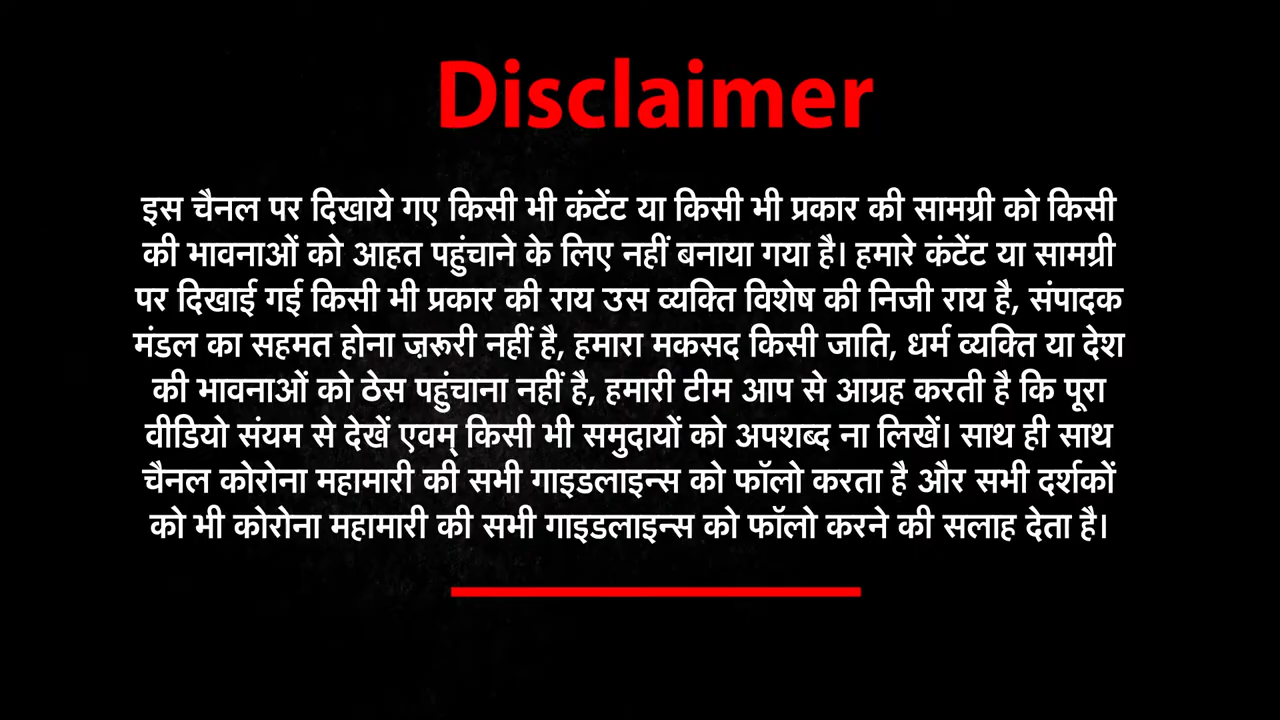 Disclaimer
इस चैनल पर दिखाये गए किसी भी कंटेंट या किसी भी प्रकार की सामग्री को किसी
की भावनाओं को आहत पहुंचाने के लिए नहीं बनाया गया है। हमारे कंटेंट या सामग्री
पर दिखाई गई किसी भी प्रकार की राय उस व्यक्ति विशेष की निजी राय है, संपादक
मंडल का सहमत होना ज़रूरी नहीं है, हमारा मकसद किसी जाति, धर्म व्यक्ति या देश
की भावनाओं को ठेस पहुंचाना नहीं है, हमारी टीम आप से आग्रह करती है कि पूरा
वीडियो संयम से देखें एवम् किसी भी समुदायों को अपशब्द ना लिखें। साथ ही साथ
चैनल कोरोना महामारी की सभी गाइडलाइन्स को फॉलो करता है और सभी दर्शकों
को भी कोरोना महामारी की सभी गाइडलाइन्स को फॉलो करने की सलाह देता है।